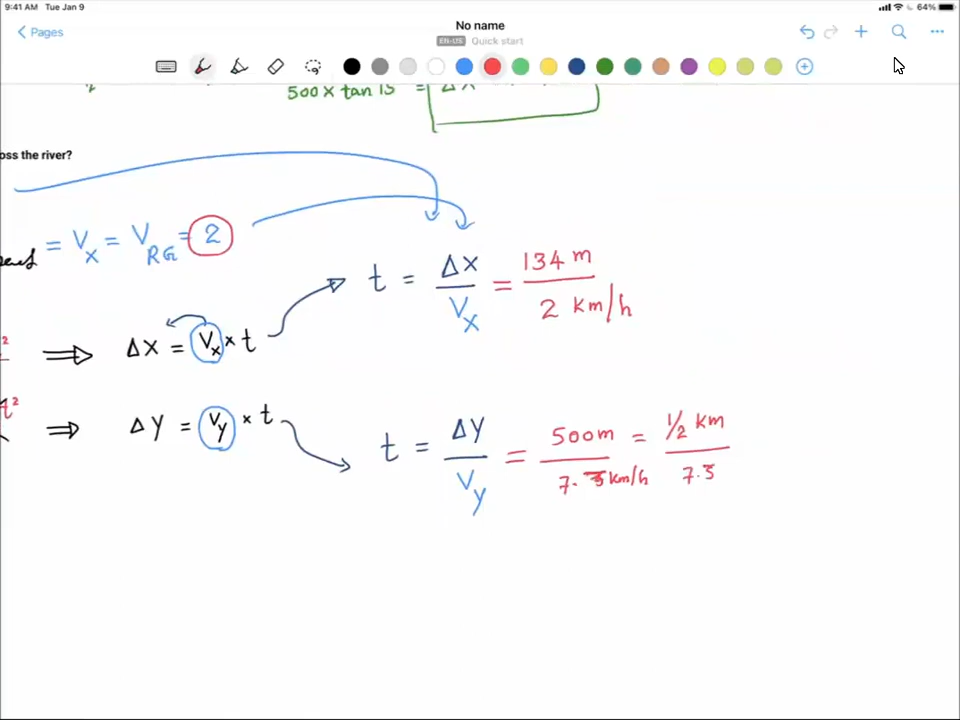 9:41 AM Tue Jan 9
64%
Pages
No name
EN-US Quick start
500 x tan 15 =
oss the river?
= Vx = VRG = 2
t = Δx / Vx = 134 m / 2 km/h
Δx = Vx × t
Δy = Vy × t
t = Δy / Vy = 500m / 7.5 km/h = 1/2 km / 7.5